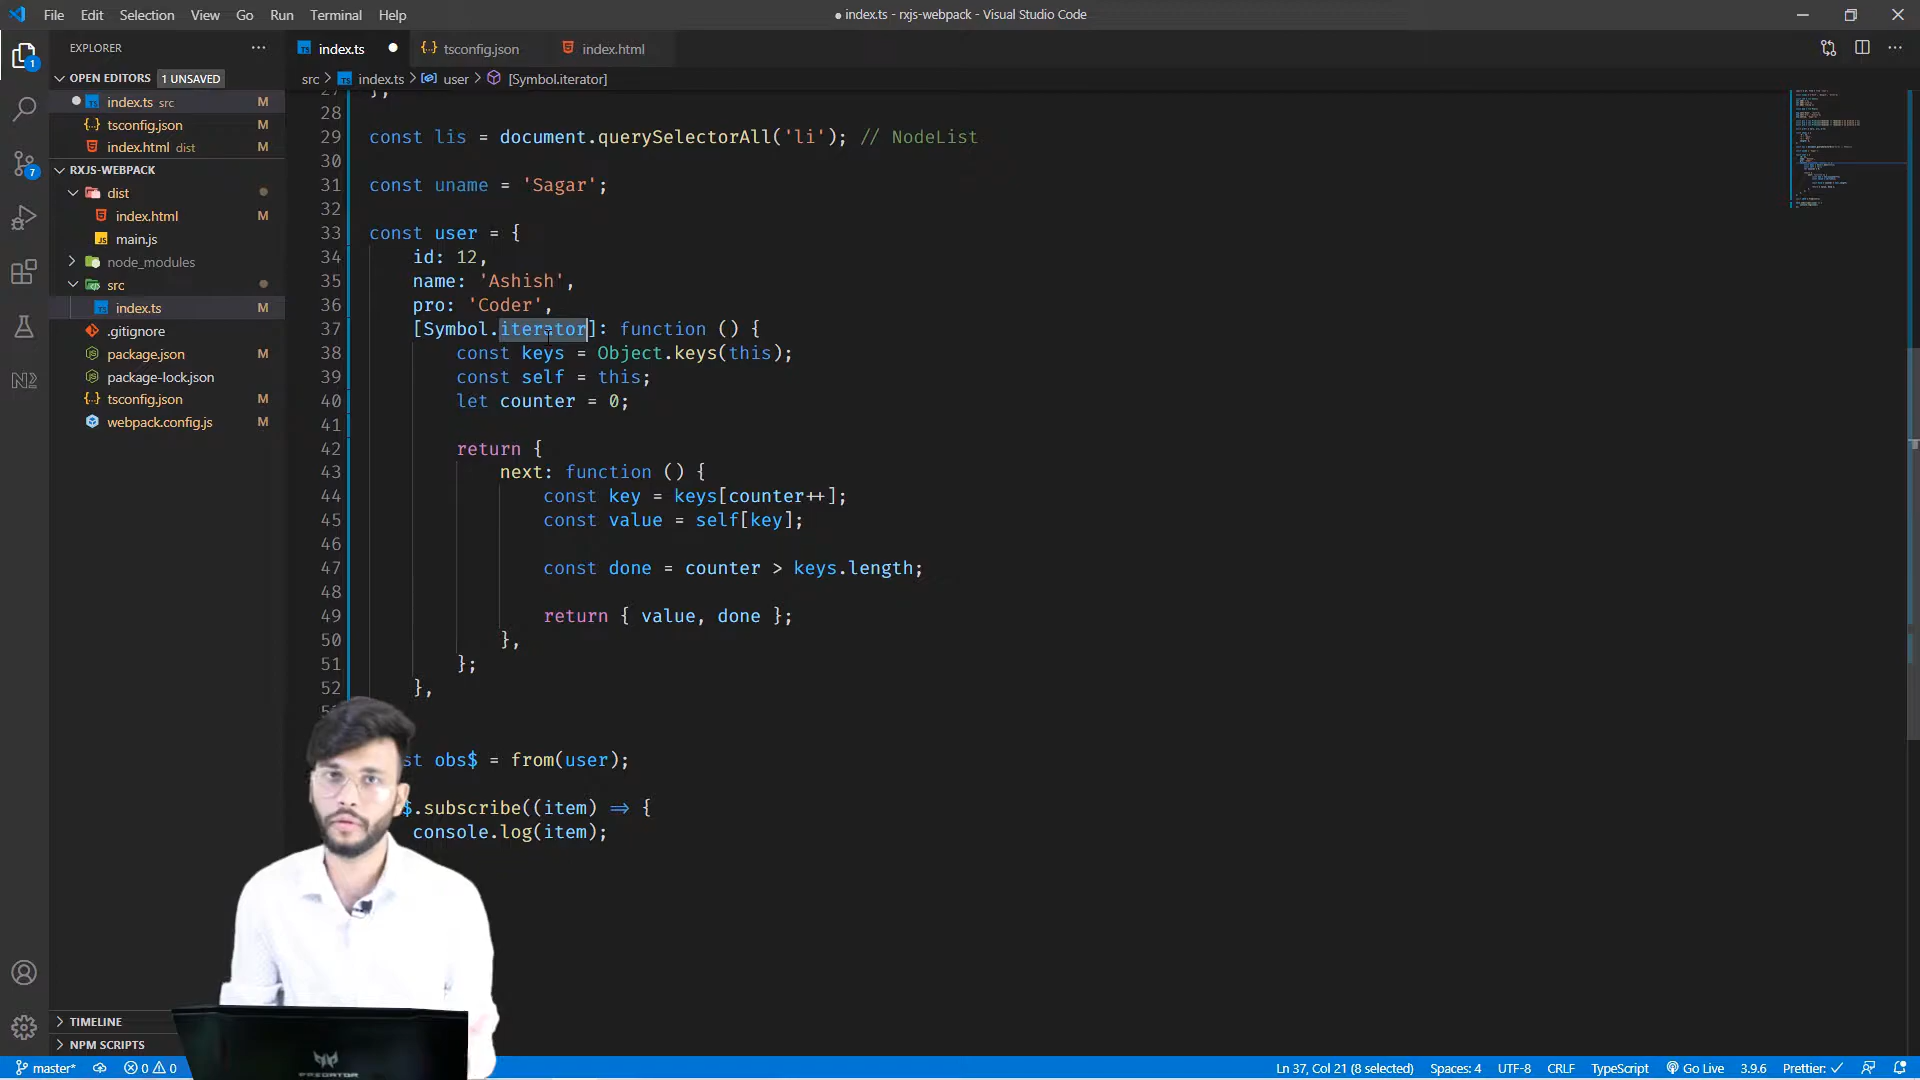 File Edit Selection View Go Run Terminal Help
● index.ts - rxjs-webpack - Visual Studio Code
EXPLORER
OPEN EDITORS 1 UNSAVED
index.ts src M
tsconfig.json M
index.html dist M
RXJS-WEBPACK
dist
index.html M
main.js
node_modules
src
index.ts M
.gitignore
package.json M
package-lock.json
tsconfig.json M
webpack.config.js M
TIMELINE
NPM SCRIPTS
1
7
index.ts tsconfig.json index.html
src > index.ts > user > [Symbol.iterator]
27 };
28
29 const lis = document.querySelectorAll('li'); // NodeList
30
31 const uname = 'Sagar';
32
33 const user = {
34 id: 12,
35 name: 'Ashish',
36 pro: 'Coder',
37 [Symbol.iterator]: function () {
38 const keys = Object.keys(this);
39 const self = this;
40 let counter = 0;
41
42 return {
43 next: function () {
44 const key = keys[counter++];
45 const value = self[key];
46
47 const done = counter > keys.length;
48
49 return { value, done };
50 },
51 };
52 },
st obs$ = from(user);
$.subscribe((item) => {
console.log(item);
PREDATOR
master* 0 0 Ln 37, Col 21 (8 selected) Spaces: 4 UTF-8 CRLF TypeScript Go Live 3.9.6 Prettier: ✓